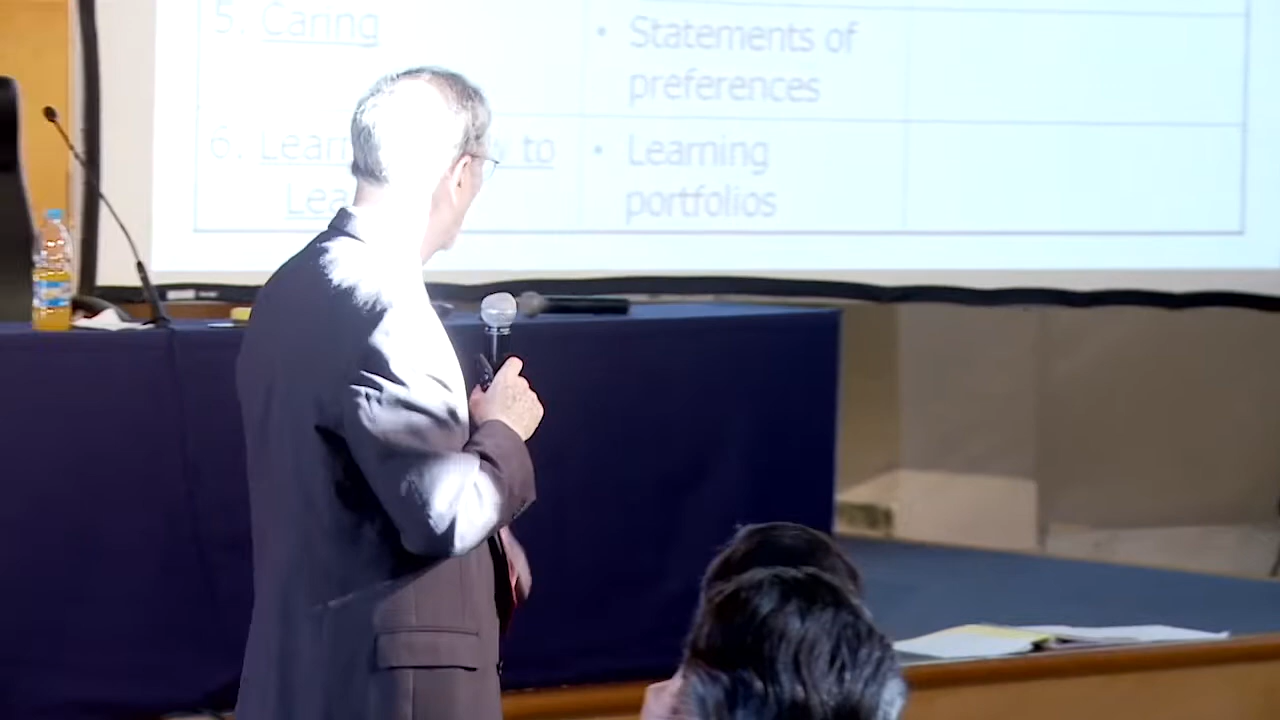 5. Caring
• Statements of
preferences
6. Lear to
Lea
• Learning
portfolios